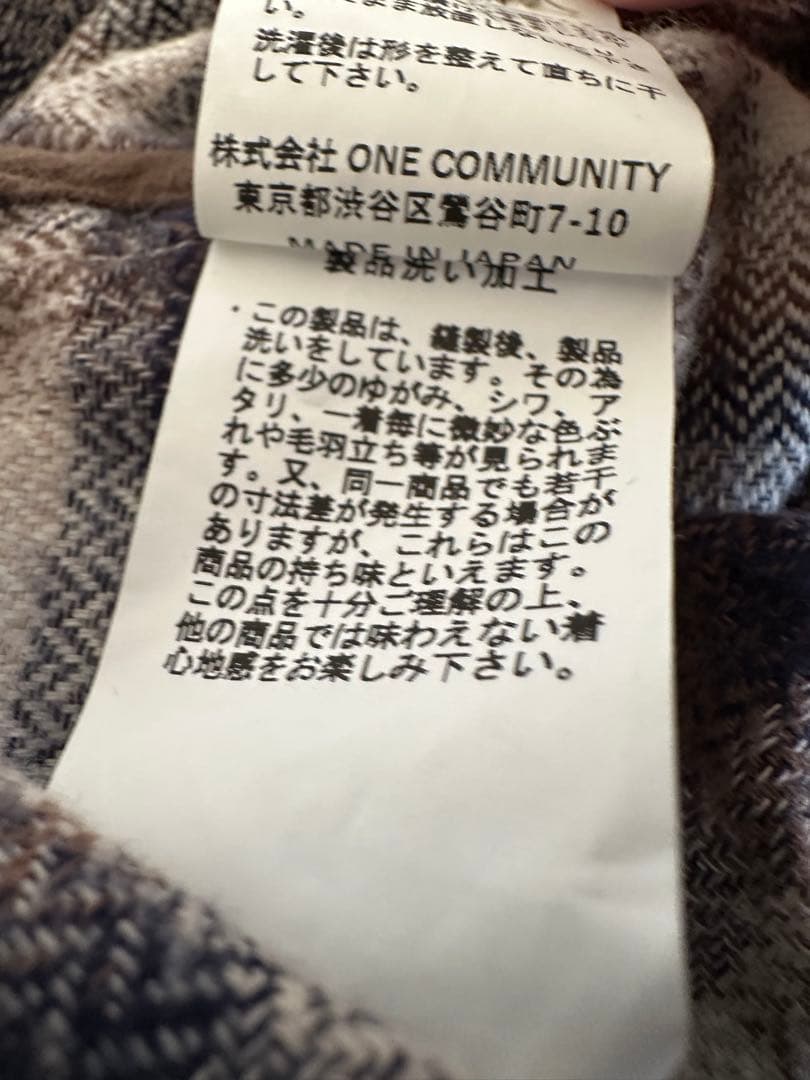 い。
洗濯後は形を整えて直ちに干
して下さい。
株式会社 ONE COMMUNITY
東京都渋谷区鶯谷町7-10
MADE IN JAPAN
製品洗い加工
・この製品は、縫製後、製品
洗いをしています。その為
に多少のゆがみ、シワ、ア
タリ、一着毎に微妙な色ぶ
れや毛羽立ち等が見られま
す。又、同一商品でも若干
の寸法差が発生する場合が
ありますが、これらはこの
商品の持ち味といえます。
この点を十分ご理解の上、
他の商品では味わえない着
心地感をお楽しみ下さい。